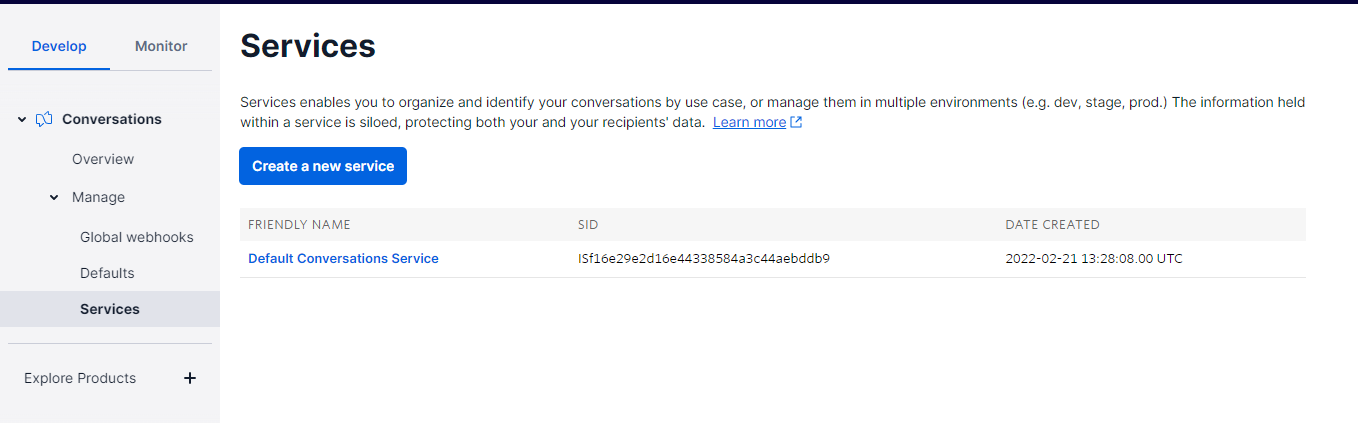 Develop
Monitor
Conversations
Overview
Manage
Global webhooks
Defaults
Services
Explore Products
Services
Services enables you to organize and identify your conversations by use case, or manage them in multiple environments (e.g. dev, stage, prod.) The information held
within a service is siloed, protecting both your and your recipients' data. Learn more
Create a new service
FRIENDLY NAME SID DATE CREATED
Default Conversations Service ISf16e29e2d16e44338584a3c44aebddb9 2022-02-21 13:28:08.00 UTC